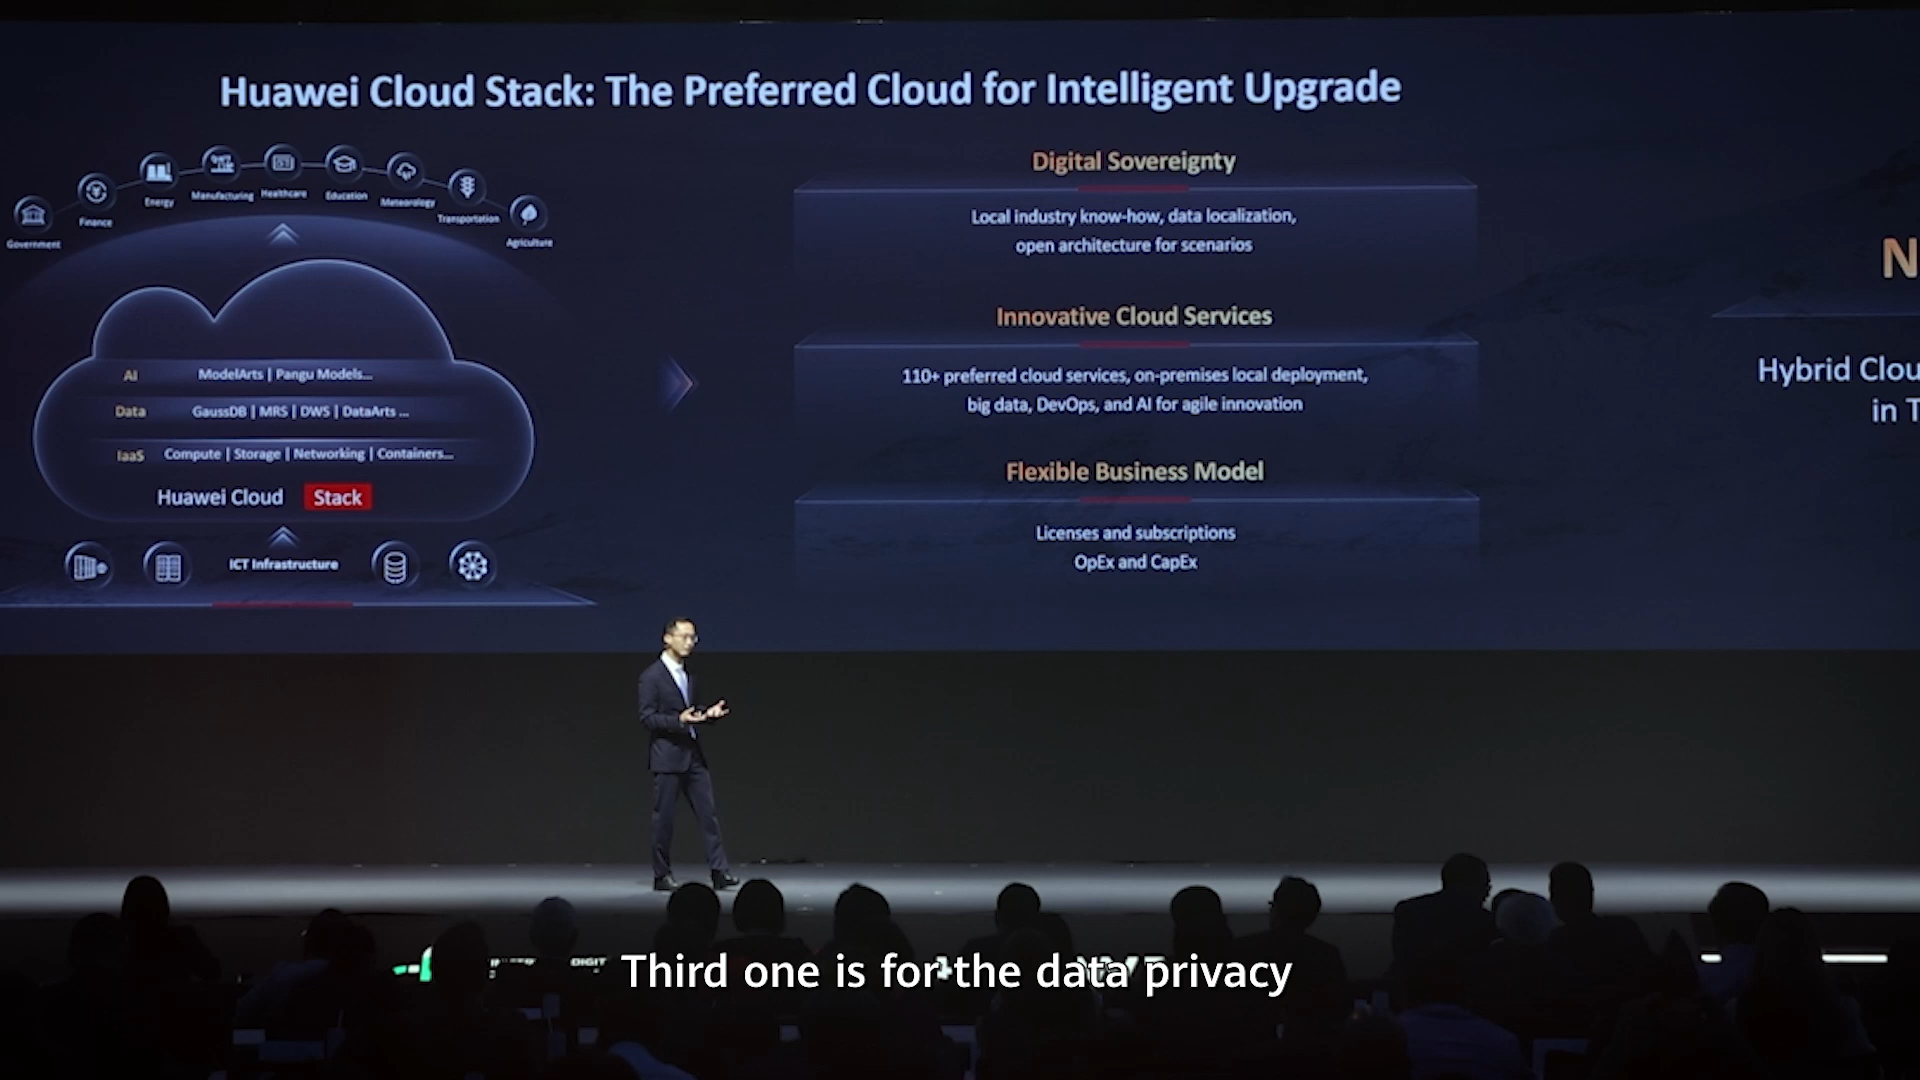 Huawei Cloud Stack: The Preferred Cloud for Intelligent Upgrade
Government
Finance
Energy
Manufacturing
Healthcare
Education
Meteorology
Transportation
Agriculture
AI ModelArts | Pangu Models...
Data GaussDB | MRS | DWS | DataArts ...
IaaS Compute | Storage | Networking | Containers...
Huawei Cloud Stack
ICT Infrastructure
Digital Sovereignty
Local industry know-how, data localization,
open architecture for scenarios
Innovative Cloud Services
110+ preferred cloud services, on-premises local deployment,
big data, DevOps, and AI for agile innovation
Flexible Business Model
Licenses and subscriptions
OpEx and CapEx
N
Hybrid Clou
in T
DIGIT
Third one is for the data privacy